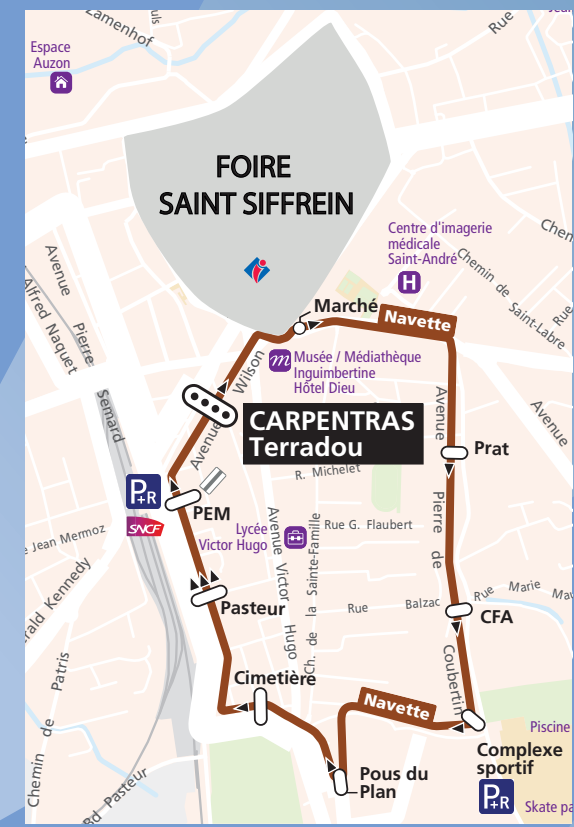 Zamenhof
Rue
Espace
Auzon
FOIRE
SAINT SIFFREIN
Centre d'imagerie
médicale
Saint-André
H
Chemin de
Saint-Labre
Rue
Avenue
Pierre
Semard
Alfred Naquet
Marché
Navette
m Musée / Médiathèque
Inguimbertine
Hôtel Dieu
Avenue Wilson
CARPENTRAS
Terradou
Avenue
Pierre de
Coubertin
Avenue
Prat
R. Michelet
P+R
SNCF
PEM
Lycée
Victor Hugo
Rue G. Flaubert
Avenue Victor Hugo
Ch. de la Sainte-Famille
Jean Mermoz
Kennedy
Pasteur
Rue Balzac
Rue Marie
CFA
Cimetière
Navette
Chemin de Patris
Bd Pasteur
Pous du
Plan
Complexe
sportif
P+R
Piscine
Skate